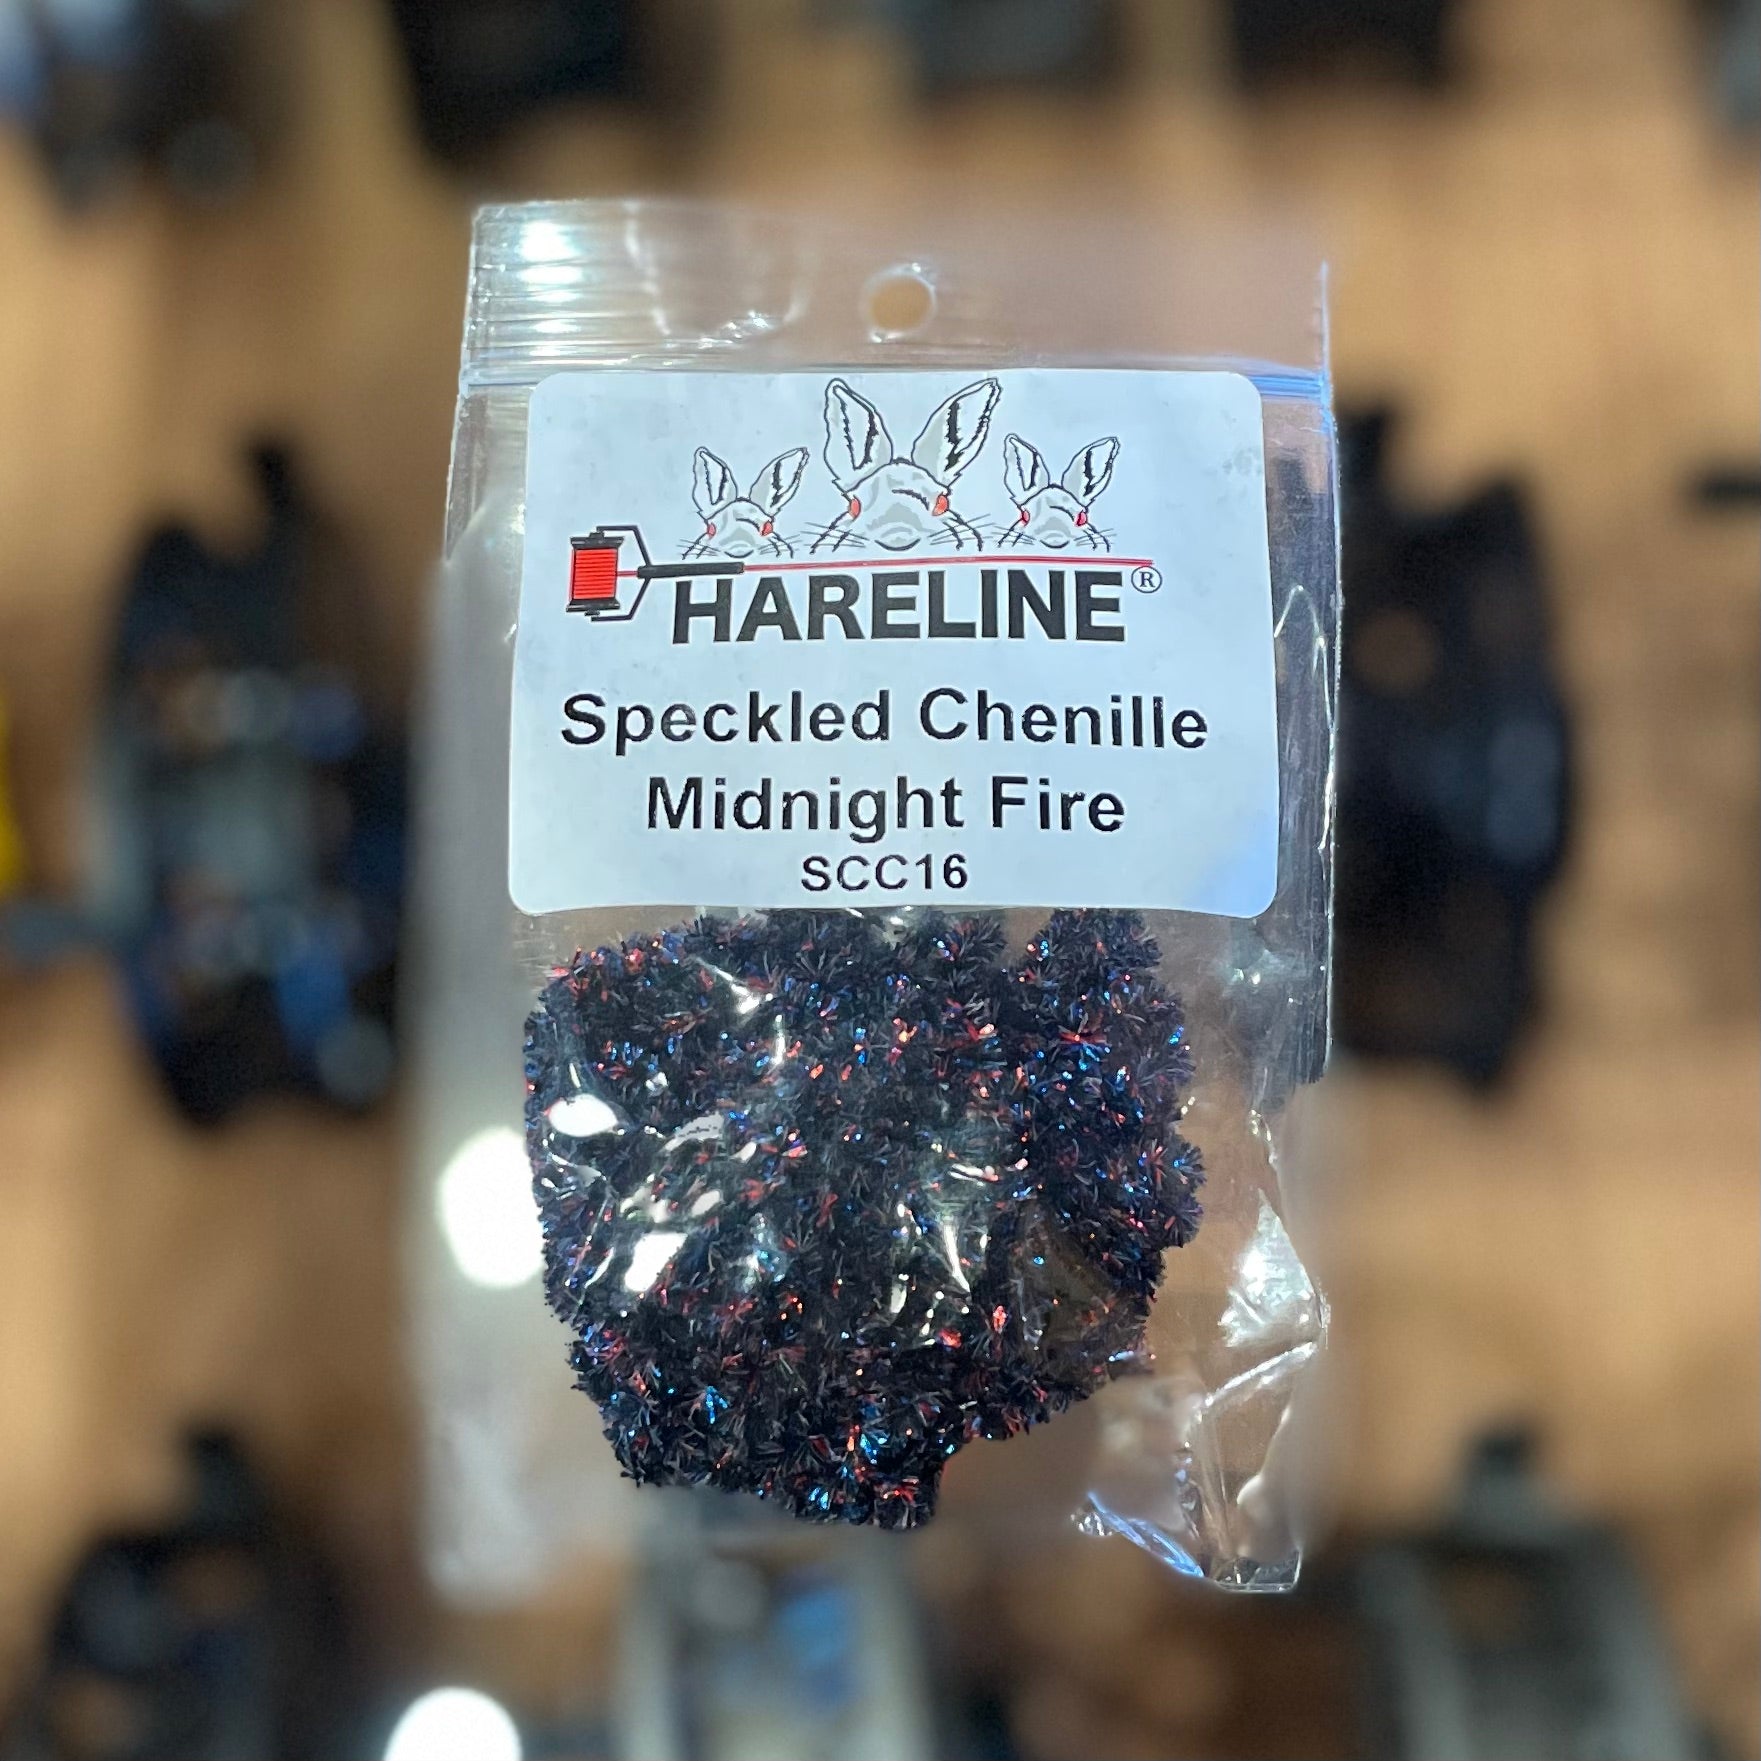 HARELINE®
Speckled Chenille
Midnight Fire
SCC16